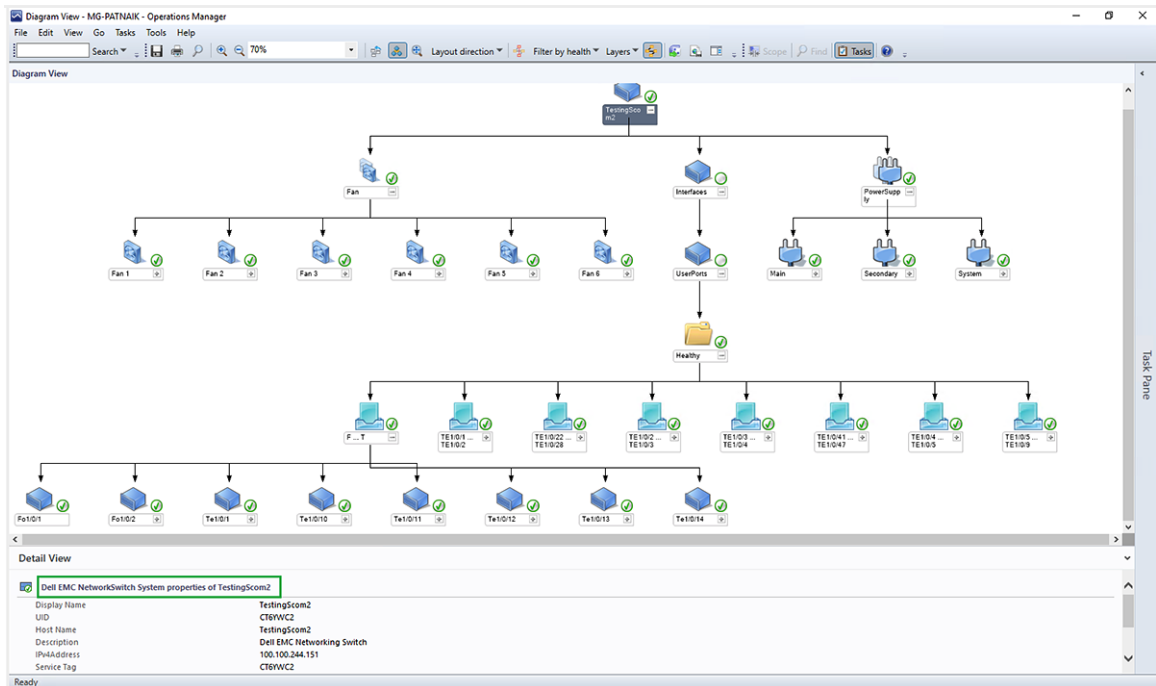 Diagram View - MG-PATNAIK - Operations Manager
File Edit View Go Tasks Tools Help
Search 70% Layout direction Filter by health Layers Scope Find Tasks
Diagram View
TestingSco
m2
Fan Interfaces PowerSupp
ly
Fan 1 Fan 2 Fan 3 Fan 4 Fan 5 Fan 6 UserPorts Main Secondary System
Healthy
F ... T TE1/0/1 ... TE1/0/22 ... TE1/0/2 ... TE1/0/3 ... TE1/0/41 ... TE1/0/4 ... TE1/0/5 ...
TE1/0/2 TE1/0/28 TE1/0/3 TE1/0/4 TE1/0/47 TE1/0/5 TE1/0/9
Fo1/0/1 Fo1/0/2 Te1/0/1 Te1/0/10 Te1/0/11 Te1/0/12 Te1/0/13 Te1/0/14
Task Pane
Detail View
Dell EMC NetworkSwitch System properties of TestingScom2
Display Name TestingScom2
UID CT6YWC2
Host Name TestingScom2
Description Dell EMC Networking Switch
IPv4Address 100.100.244.151
Service Tag CT6YWC2
Ready